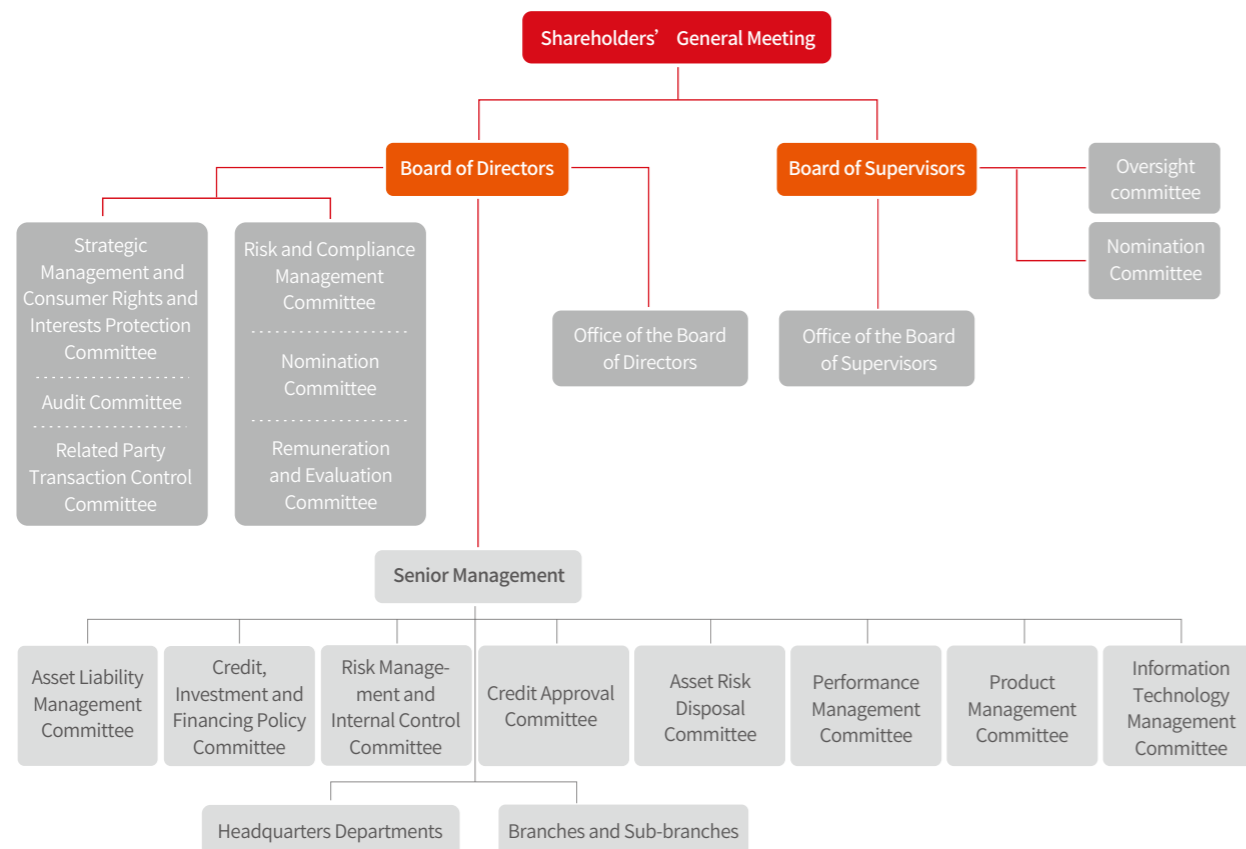 Shareholders’ General Meeting
Board of Directors
Board of Supervisors
Oversight
committee
Nomination
Committee
Strategic
Management and
Consumer Rights and
Interests Protection
Committee
Audit Committee
Related Party
Transaction Control
Committee
Risk and Compliance
Management
Committee
Nomination
Committee
Remuneration
and Evaluation
Committee
Office of the Board
of Directors
Office of the Board
of Supervisors
Senior Management
Asset Liability
Management
Committee
Credit,
Investment and
Financing Policy
Committee
Risk Manage-
ment and
Internal Control
Committee
Credit Approval
Committee
Asset Risk
Disposal
Committee
Performance
Management
Committee
Product
Management
Committee
Information
Technology
Management
Committee
Headquarters Departments
Branches and Sub-branches